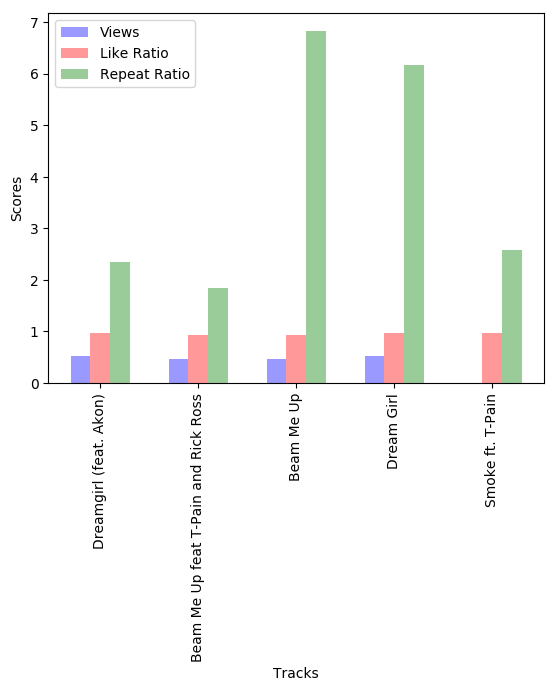 7
6
5
4
3
2
1
0
Scores
Views
Like Ratio
Repeat Ratio
Dreamgirl (feat. Akon)
Beam Me Up feat T-Pain and Rick Ross
Beam Me Up
Dream Girl
Smoke ft. T-Pain
Tracks